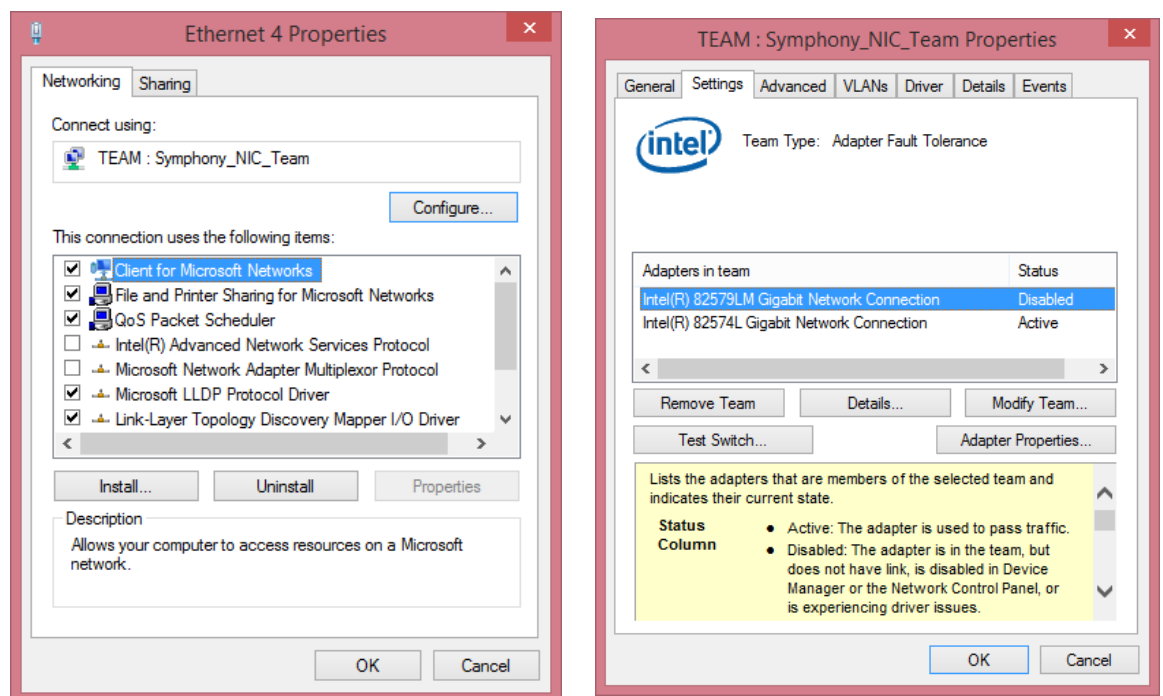 Ethernet 4 Properties
Networking Sharing
Connect using:
TEAM : Symphony_NIC_Team
Configure...
This connection uses the following items:
Client for Microsoft Networks
File and Printer Sharing for Microsoft Networks
QoS Packet Scheduler
Intel(R) Advanced Network Services Protocol
Microsoft Network Adapter Multiplexor Protocol
Microsoft LLDP Protocol Driver
Link-Layer Topology Discovery Mapper I/O Driver
Install... Uninstall Properties
Description
Allows your computer to access resources on a Microsoft
network.
OK Cancel
TEAM : Symphony_NIC_Team Properties
General Settings Advanced VLANs Driver Details Events
intel
Team Type: Adapter Fault Tolerance
Adapters in team Status
Intel(R) 82579LM Gigabit Network Connection Disabled
Intel(R) 82574L Gigabit Network Connection Active
Remove Team Details... Modify Team...
Test Switch... Adapter Properties...
Lists the adapters that are members of the selected team and
indicates their current state.
Status
Column
• Active: The adapter is used to pass traffic.
• Disabled: The adapter is in the team, but
does not have link, is disabled in Device
Manager or the Network Control Panel, or
is experiencing driver issues.
OK Cancel